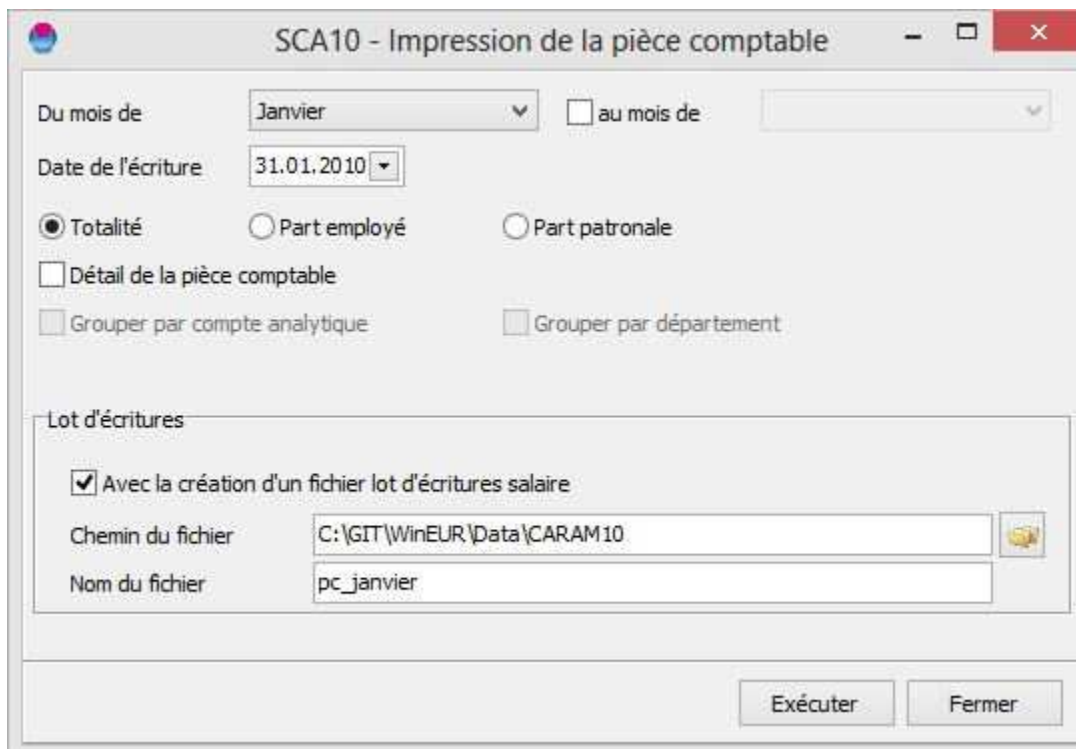 SCA10 - Impression de la pièce comptable
Du mois de Janvier au mois de
Date de l'écriture 31.01.2010
Totalité Part employé Part patronale
Détail de la pièce comptable
Grouper par compte analytique Grouper par département
Lot d'écritures
Avec la création d'un fichier lot d'écritures salaire
Chemin du fichier C:\GIT\WinEUR\Data\CARAM10
Nom du fichier pc_janvier
Exécuter Fermer